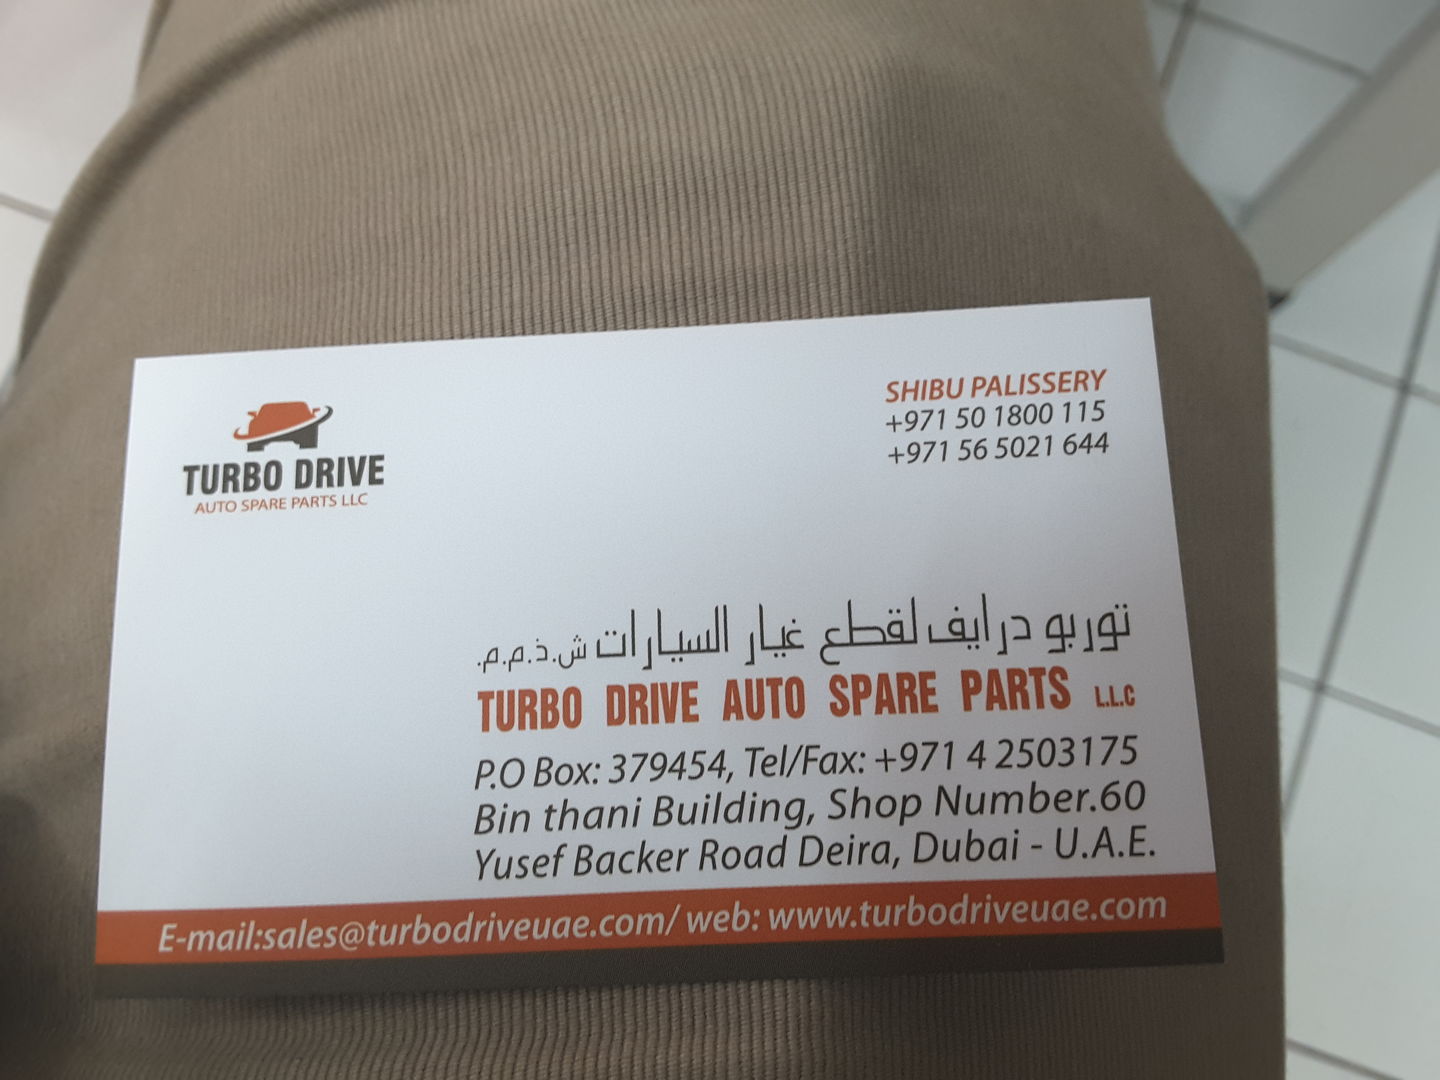 TURBO DRIVE
AUTO SPARE PARTS LLC
SHIBU PALISSERY
+971 50 1800 115
+971 56 5021 644
توربو درايف لقطع غيار السيارات ش.ذ.م.م.
TURBO DRIVE AUTO SPARE PARTS L.L.C
P.O Box: 379454, Tel/Fax: +971 4 2503175
Bin thani Building, Shop Number.60
Yusef Backer Road Deira, Dubai - U.A.E.
E-mail:sales@turbodriveuae.com/ web: www.turbodriveuae.com